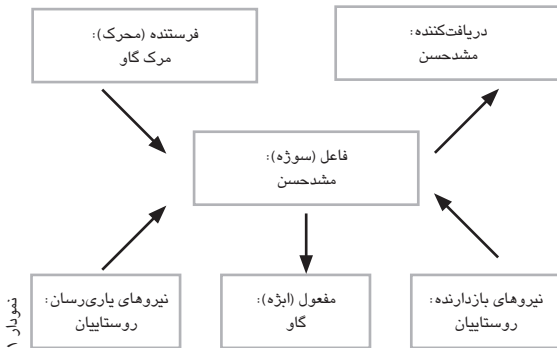 دریافت‌کننده:
مشدحسن
فرستنده (محرک):
مرک گاو
فاعل (سوژه):
مشدحسن
نیروهای بازدارنده:
روستاییان
مفعول (ابژه):
گاو
نیروهای یاری‌رسان:
روستاییان
نمودار ۱